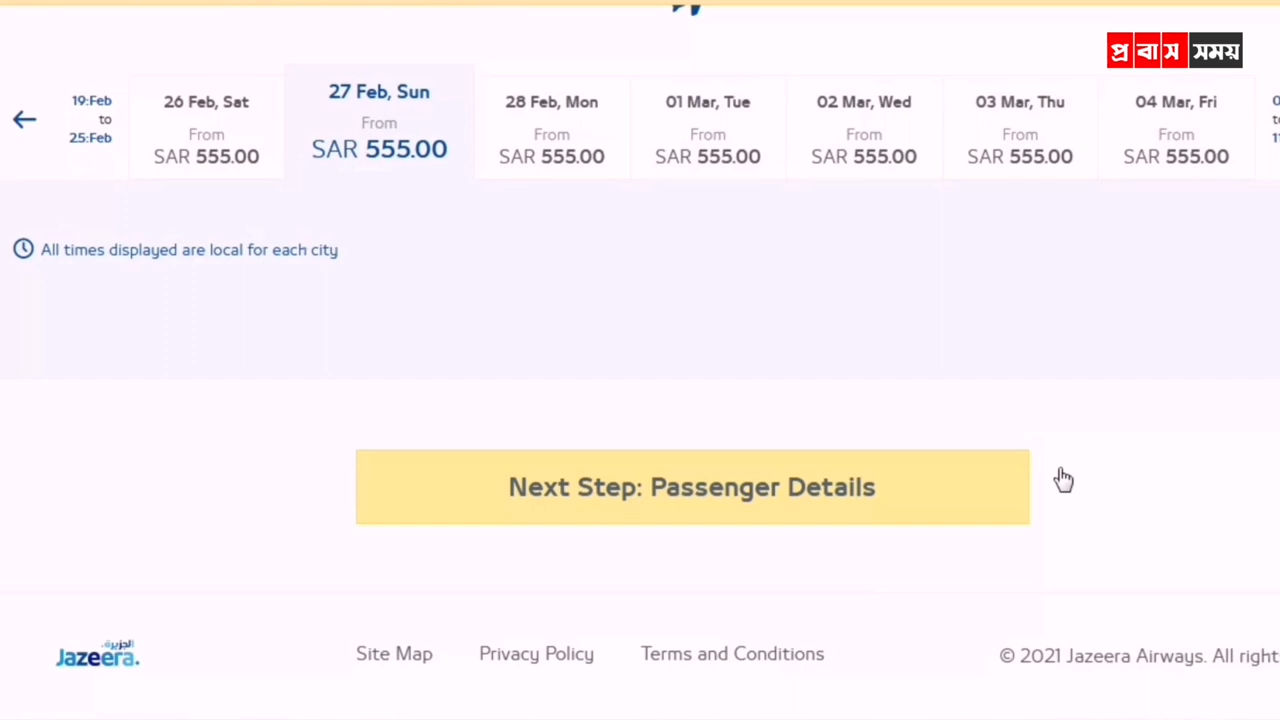 প্রবাস সময়
19:Feb
to
25:Feb
26 Feb, Sat
From
SAR 555.00
27 Feb, Sun
From
SAR 555.00
28 Feb, Mon
From
SAR 555.00
01 Mar, Tue
From
SAR 555.00
02 Mar, Wed
From
SAR 555.00
03 Mar, Thu
From
SAR 555.00
04 Mar, Fri
From
SAR 555.00
All times displayed are local for each city
Next Step: Passenger Details
الجزيرة
Jazeera.
Site Map
Privacy Policy
Terms and Conditions
© 2021 Jazeera Airways. All right